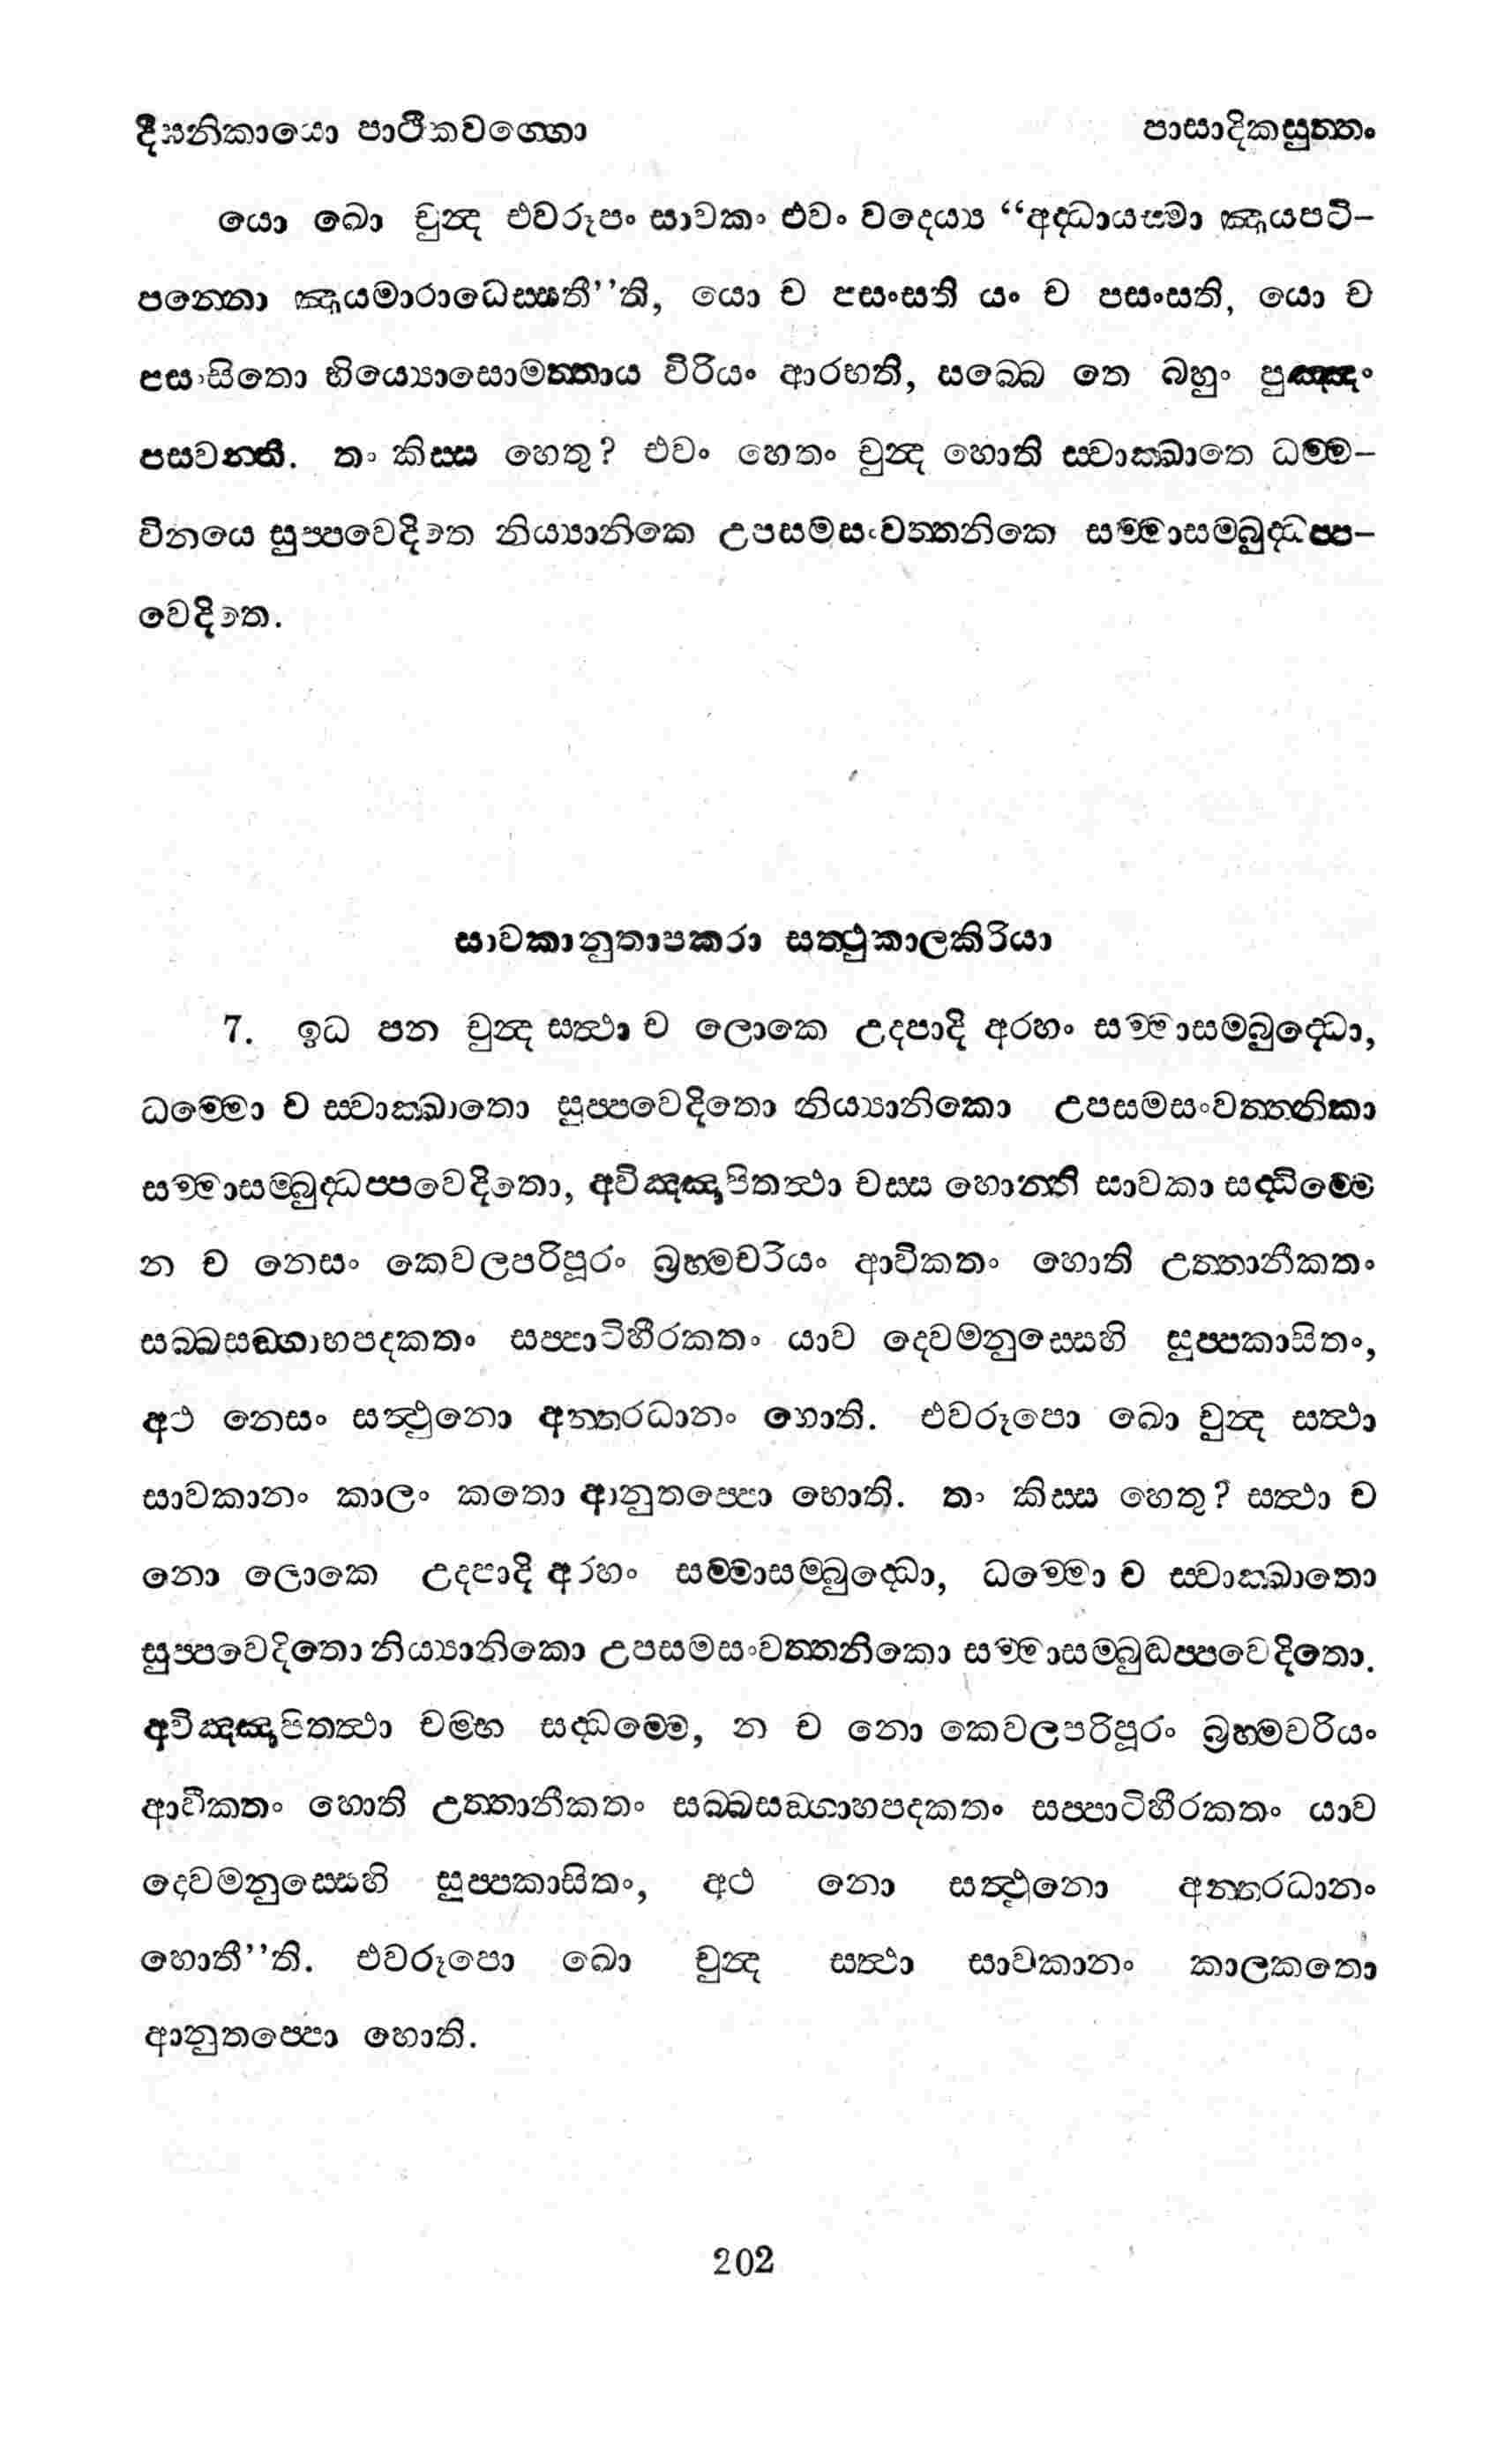 දීඝනිකායො පාථිකවග්ගො පාසාදිකසුත්තං
යො ඛො චුන්ද එවරූපං සාවකං එවං වදෙය්‍ය “අද්ධායස්මා ඤායපටි-
පන්නො ඤායමාරාධෙස්සතී’’ති, යො ච පසංසති යං ච පසංසති, යො ච
පසංසිතො භිය්‍යොසොමත්තාය විරියං ආරභති, සබ්බෙ තෙ බහුං පුඤ්ඤං
පසවන්ති. තං කිස්ස හෙතු? එවං හෙතං චුන්ද හොති ස්වාක්ඛාතෙ ධම්ම-
විනයෙ සුප්පවෙදිතෙ නිය්‍යානිකෙ උපසමසංවත්තනිකෙ සම්මාසම්බුද්ධප්ප-
වෙදිතෙ.
සාවකානුතාපකරා සත්ථුකාලකිරියා
7. ඉධ පන චුන්ද සත්ථා ච ලොකෙ උදපාදි අරහං සම්මාසම්බුද්ධො,
ධම්මො ච ස්වාක්ඛාතො සුප්පවෙදිතො නිය්‍යානිකො උපසමසංවත්තනිකා
සම්මාසම්බුද්ධප්පවෙදිතො, අවිඤ්ඤාපිතත්ථා චස්ස හොන්ති සාවකා සද්ධිම්මෙ
න ච නෙසං කෙවලපරිපූරං බ්‍රහ්මචරියං ආවිකතං හොති උත්තානීකතං
සබ්බසඞ්ගාහපදකතං සප්පාටිහීරකතං යාව දෙවමනුස්සෙහි සුප්පකාසිතං,
අථ නෙසං සත්ථුනො අන්තරධානං හොති. එවරූපො ඛො චුන්ද සත්ථා
සාවකානං කාලං කතො ආනුතප්පො හොති. තං කිස්ස හෙතු? සත්ථා ච
නො ලොකෙ උදපාදි අරහං සම්මාසම්බුද්ධො, ධම්මො ච ස්වාක්ඛාතො
සුප්පවෙදිතො නිය්‍යානිකො උපසමසංවත්තනිකො සම්මාසම්බුද්ධප්පවෙදිතො.
අවිඤ්ඤාපිතත්ථා චම්හ සද්ධම්මෙ, න ච නො කෙවලපරිපූරං බ්‍රහ්මචරියං
ආවීකතං හොති උත්තානීකතං සබ්බසඞ්ගාහපදකතං සප්පාටිහීරකතං යාව
දෙවමනුස්සෙහි සුප්පකාසිතං, අථ නො සත්ථුනො අන්තරධානං
හොතී’’ති. එවරූපො ඛො චුන්ද සත්ථා සාවකානං කාලකතො
ආනුතප්පො හොති.
202